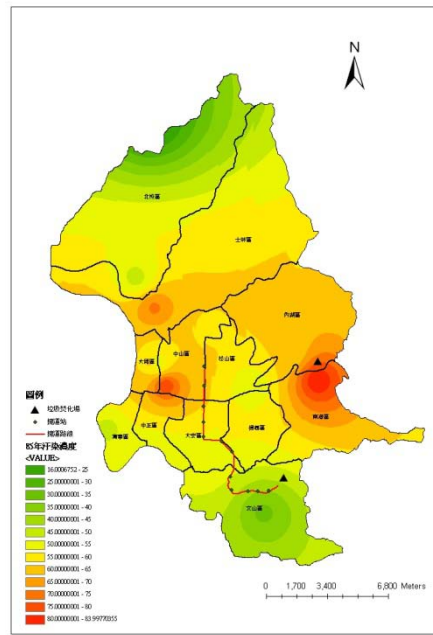 N
北投區
士林區
內湖區
大同區
中山區
松山區
南港區
萬華區
中正區
大安區
信義區
文山區
圖例
垃圾焚化場
捷運站
捷運路線
85年汙染濃度
<VALUE>
16.0006752 - 25
25.00000001 - 30
30.00000001 - 35
35.00000001 - 40
40.00000001 - 45
45.00000001 - 50
50.00000001 - 55
55.00000001 - 60
60.00000001 - 65
65.00000001 - 70
70.00000001 - 75
75.00000001 - 80
80.00000001 - 83.99770355
0 1,700 3,400 6,800 Meters